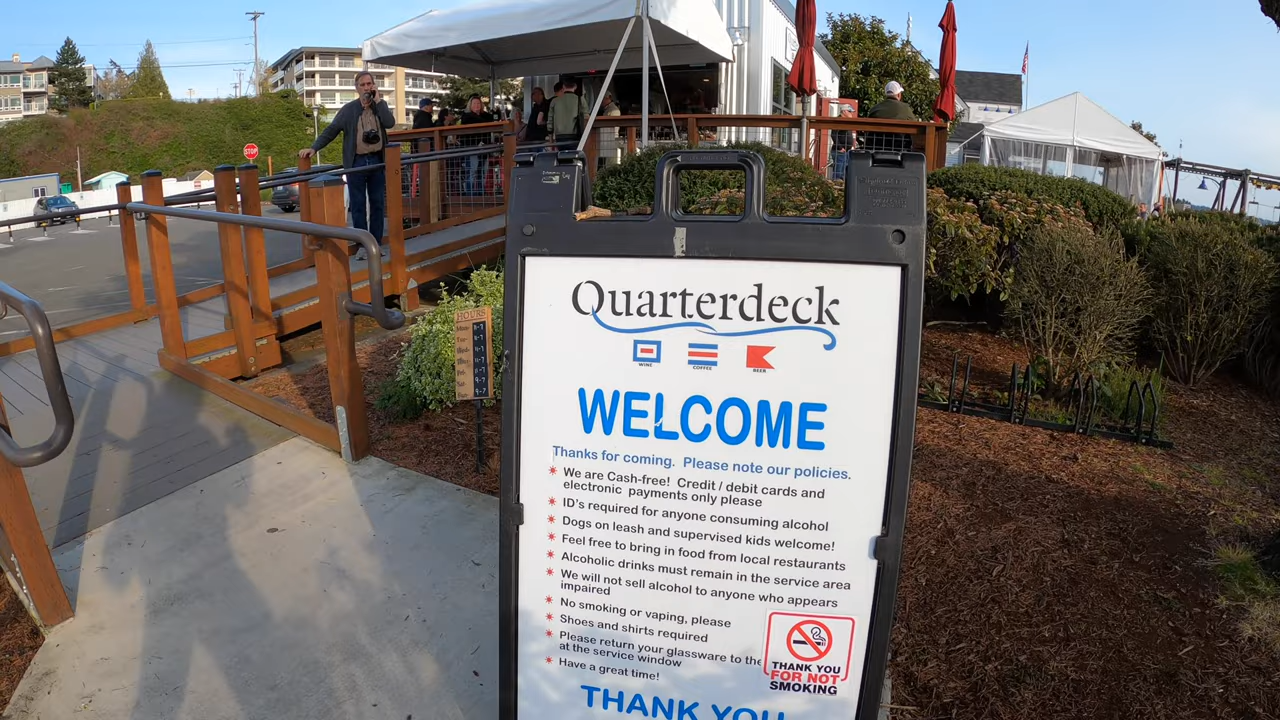 STOP
Quarterdeck
WINE
COFFEE
BEER
HOURS
WELCOME
Thanks for coming. Please note our policies.
We are Cash-free! Credit / debit cards and
electronic payments only please
ID's required for anyone consuming alcohol
Dogs on leash and supervised kids welcome!
Feel free to bring in food from local restaurants
Alcoholic drinks must remain in the service area
We will not sell alcohol to anyone who appears
impaired
No smoking or vaping, please
Shoes and shirts required
Please return your glassware to the
at the service window
Have a great time!
THANK YOU
FOR NOT
SMOKING
THANK YOU